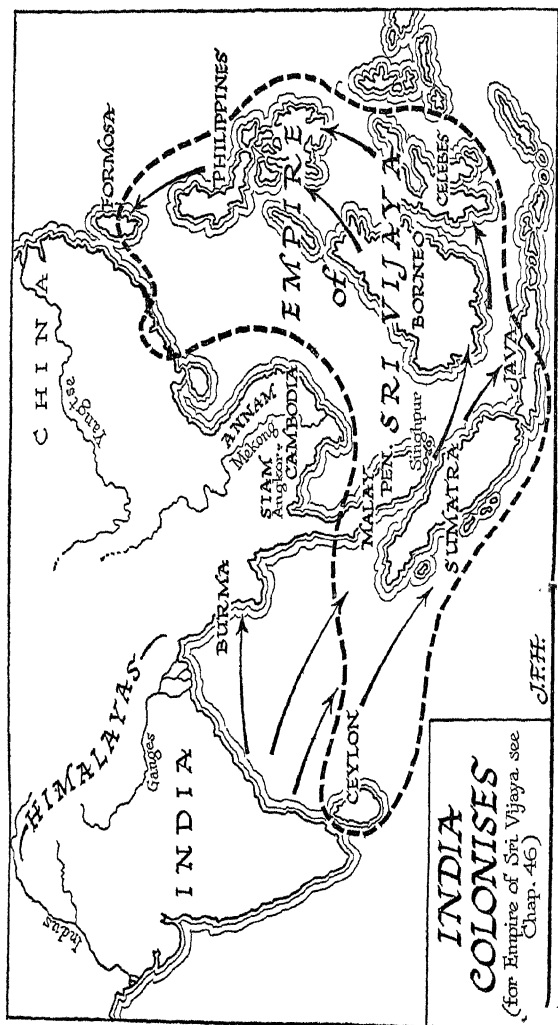 HIMALAYAS
Indus
Ganges
INDIA
CHINA
Yangtse
FORMOSA
PHILIPPINES
BURMA
SIAM
Angkor
CAMBODIA
ANNAM
Mekong
EMPIRE
of
SRI VIJAYA
MALAY
PEN.
Singhpur
BORNEO
CELEBES
SUMATRA
JAVA
CEYLON
INDIA
COLONISES
(for Empire of Sri Vijaya, see
Chap. 46)
J.F.H.